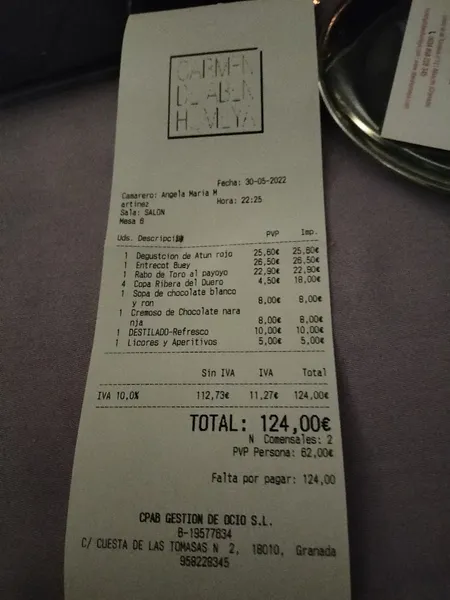 CARMEN
DE ABEN
HUMEYA
Fecha: 30-05-2022
Camarero: Angela Maria M
artinez
Hora: 22:25
Sala: SALON
Mesa 8
Uds. Descripción PVP Imp.
1 Degustcion de Atun rojo 25,60€ 25,60€
1 Entrecot Buey 26,50€ 26,50€
1 Rabo de Toro al payoyo 22,90€ 22,90€
4 Copa Ribera del Duero 4,50€ 18,00€
1 Sopa de chocolate blanco
y ron 8,00€ 8,00€
1 Cremoso de Chocolate nara
nja 8,00€ 8,00€
1 DESTILADO-Refresco 10,00€ 10,00€
1 Licores y Aperitivos 5,00€ 5,00€
Sin IVA IVA Total
IVA 10,0% 112,73€ 11,27€ 124,00€
TOTAL: 124,00€
N Comensales: 2
PVP Persona: 62,00€
Falta por pagar: 124,00
CPAB GESTION DE OCIO S.L.
B-19577834
C/ CUESTA DE LAS TOMASAS N 2, 18010, Granada
958228345